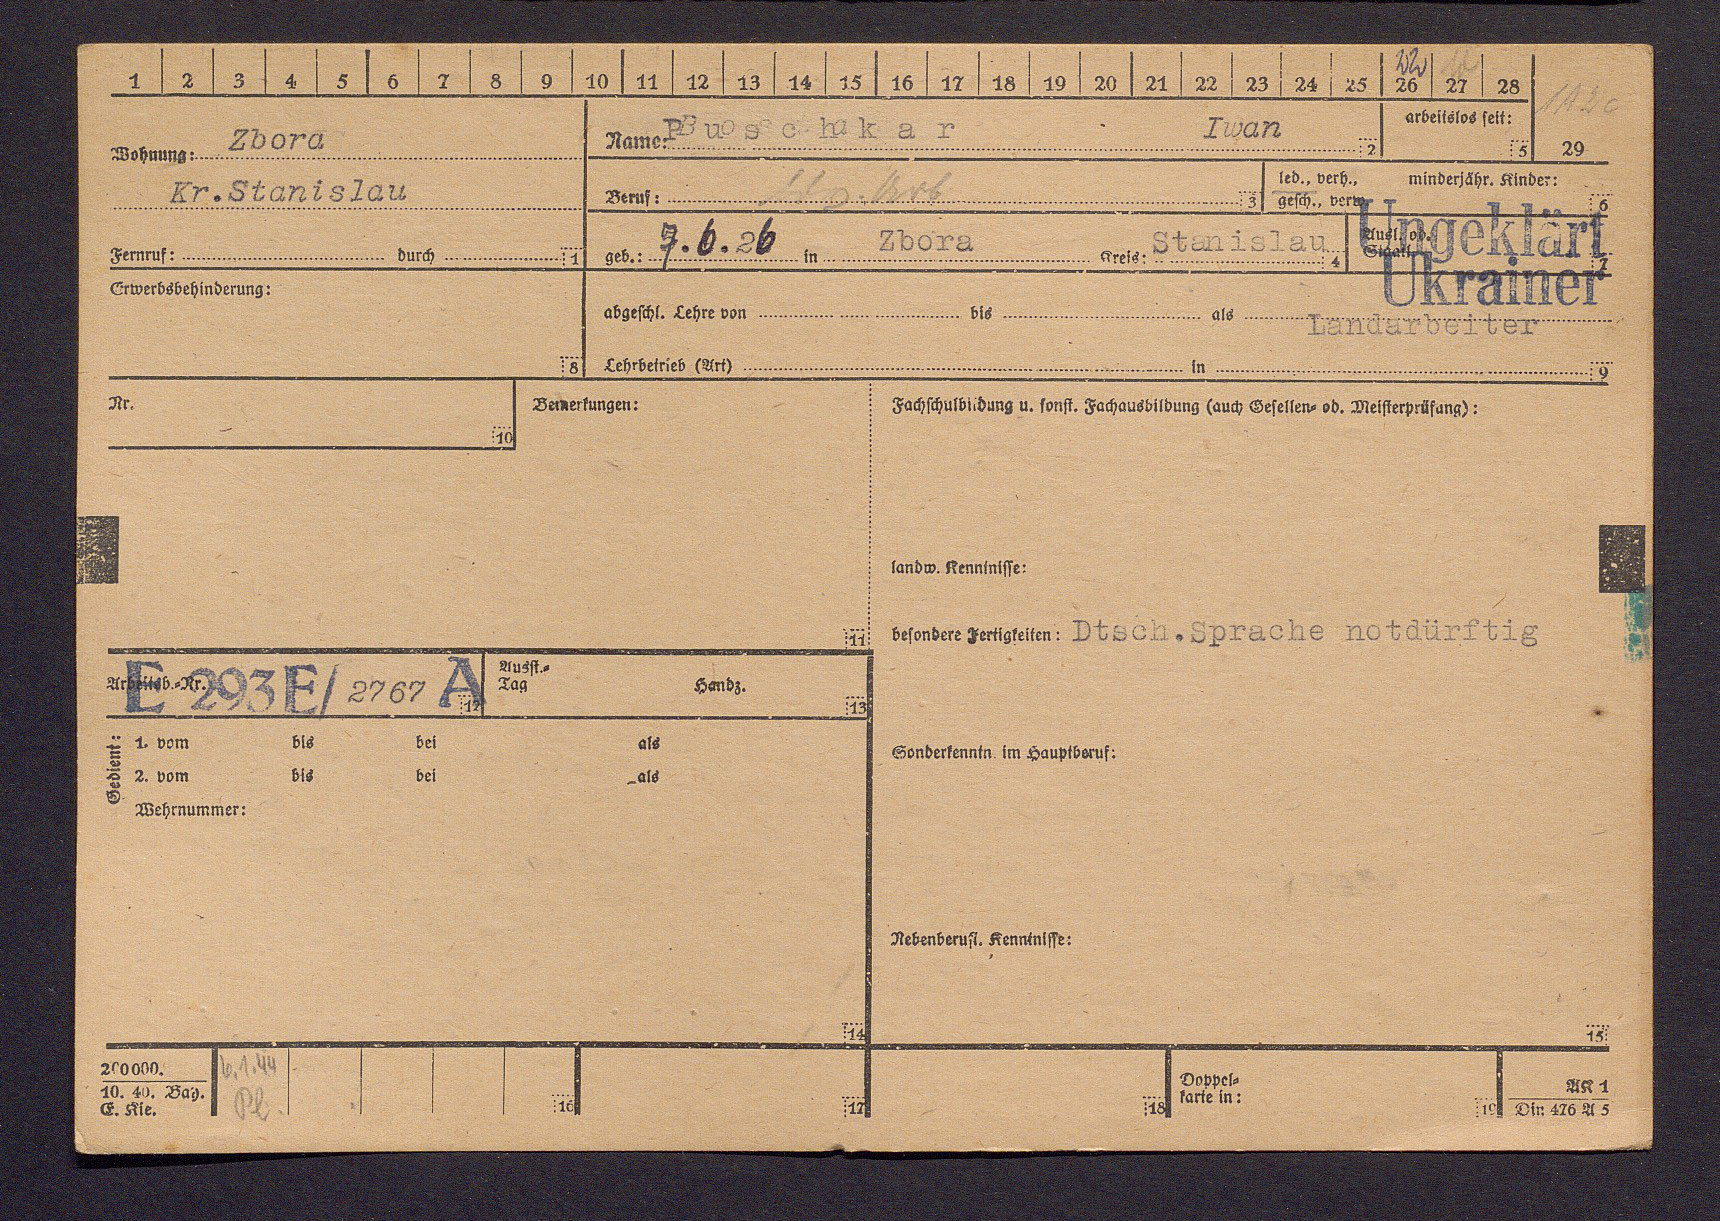 1 2 3 4 5 6 7 8 9 10 11 12 13 14 15 16 17 18 19 20 21 22 23 24 25 26 27 28
Wohnung: Zbora
Kr.Stanislau
Fernruf: durch 1
Name: Buschkar Iwan 2
arbeitslos seit: 5
29
Beruf: 3
led., verh., gesch., verw.
minderjähr. Kinder: 6
geb.: 7.6.26 in Zbora Kreis: Stanislau 4
Ausl. od. Staatl. 7
Ungeklärt
Ukrainer
Erwerbsbehinderung: 8
abgeschl. Lehre von bis als
Landarbeiter
Lehrbetrieb (Art) in 9
Nr. 10
Bemerkungen: 11
Fachschulbildung u. sonst. Fachausbildung (auch Gesellen- od. Meisterprüfung):
landw. Kenntnisse:
besondere Fertigkeiten: Dtsch.Sprache notdürftig
Arbeitsb.-Nr. E 293E/2767 A 12
Ausst.-Tag Handz. 13
Gedient:
1. vom bis bei als
2. vom bis bei als
Wehrnummer:
Sonderkenntn. im Hauptberuf:
Nebenberufl. Kenntnisse:
14
15
200000.
10. 40. Bay.
E. Kie.
6.1.44
16
17
18
Doppel-
karte in: 19
AK 1
Din 476 A 5